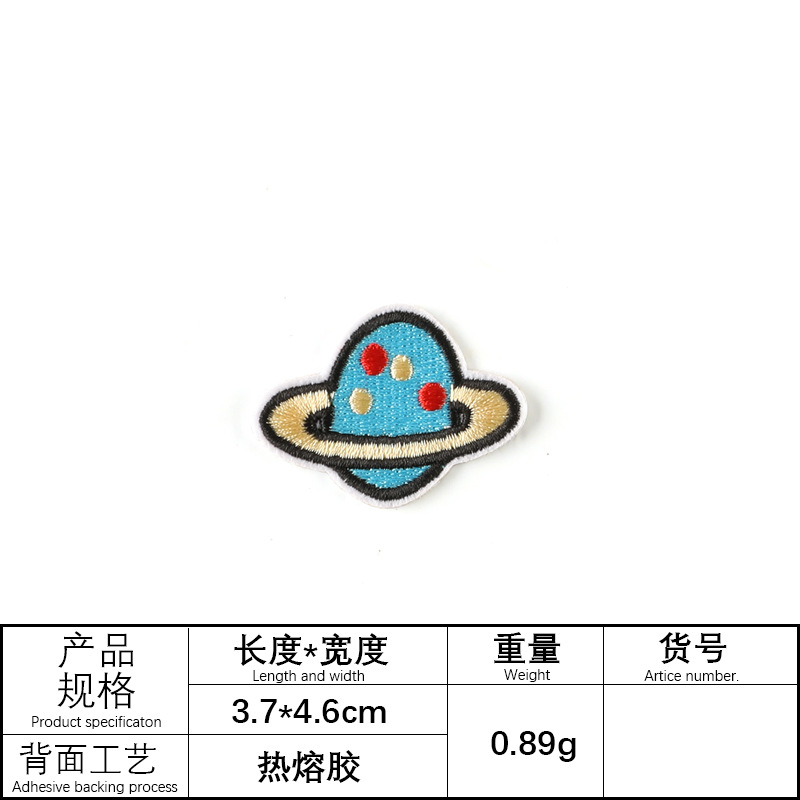 产品
规格
Product specificaton
长度*宽度
Length and width
重量
Weight
货号
Artice number.
3.7*4.6cm
0.89g
背面工艺
Adhesive backing process
热熔胶